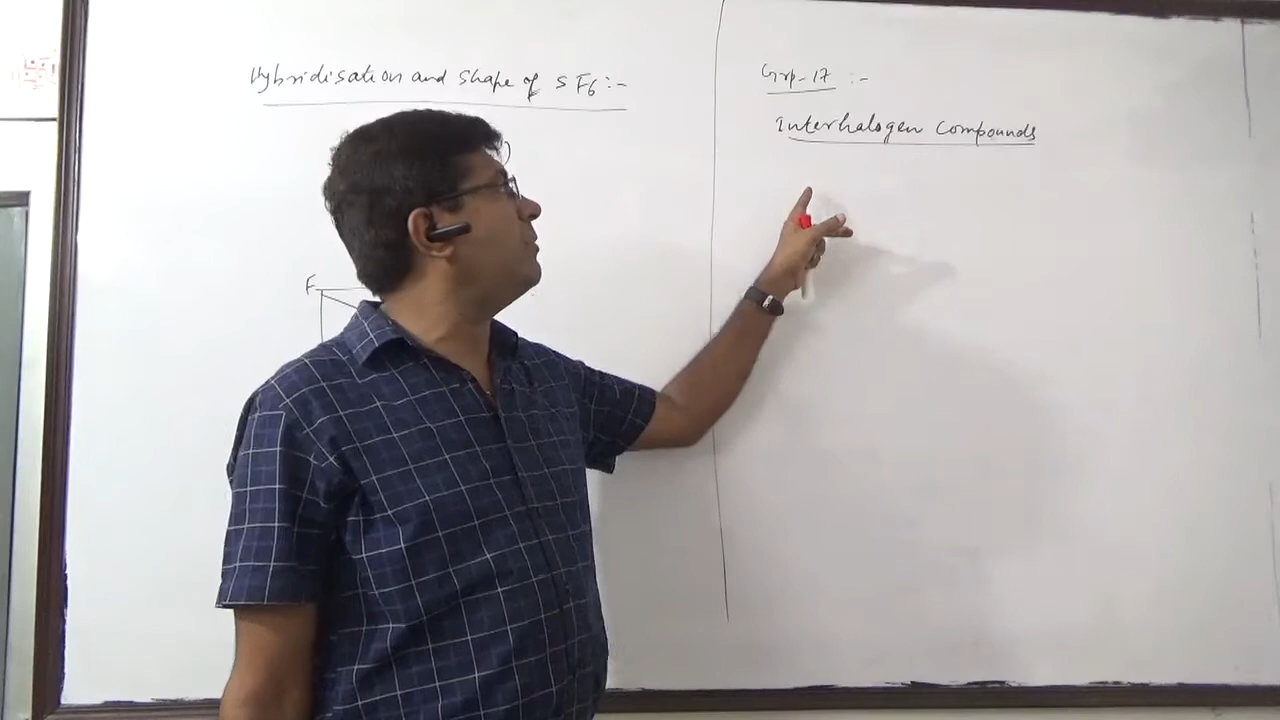 Hybridisation and shape of SF6:-
)
F
Grp-17 :-
Interhalogen Compounds